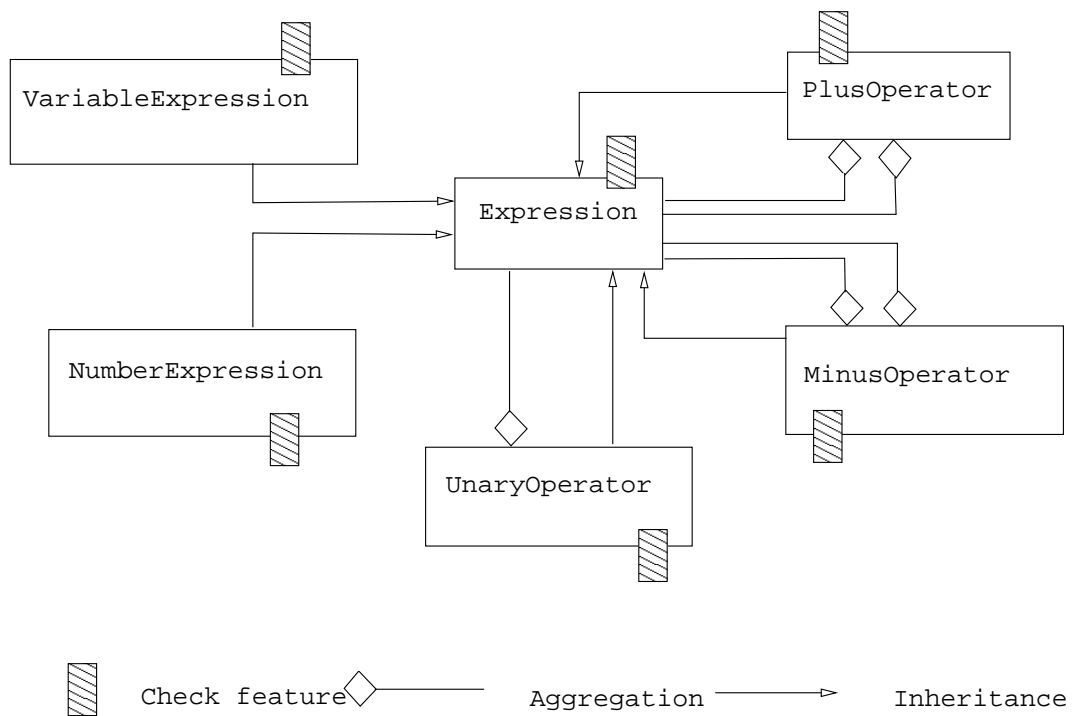 VariableExpression
PlusOperator
Expression
NumberExpression
MinusOperator
UnaryOperator
Check feature
Aggregation
Inheritance